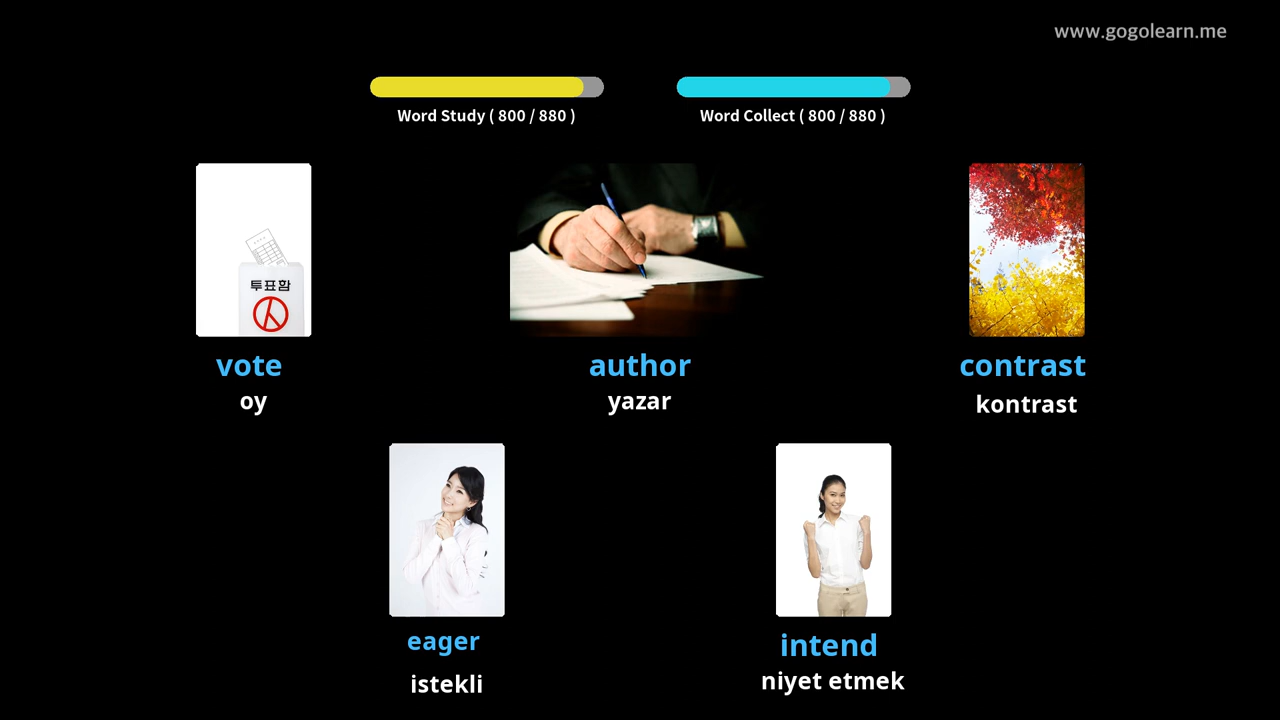 www.gogolearn.me
Word Study ( 800 / 880 )
Word Collect ( 800 / 880 )
투표함
vote
oy
author
yazar
contrast
kontrast
eager
istekli
intend
niyet etmek